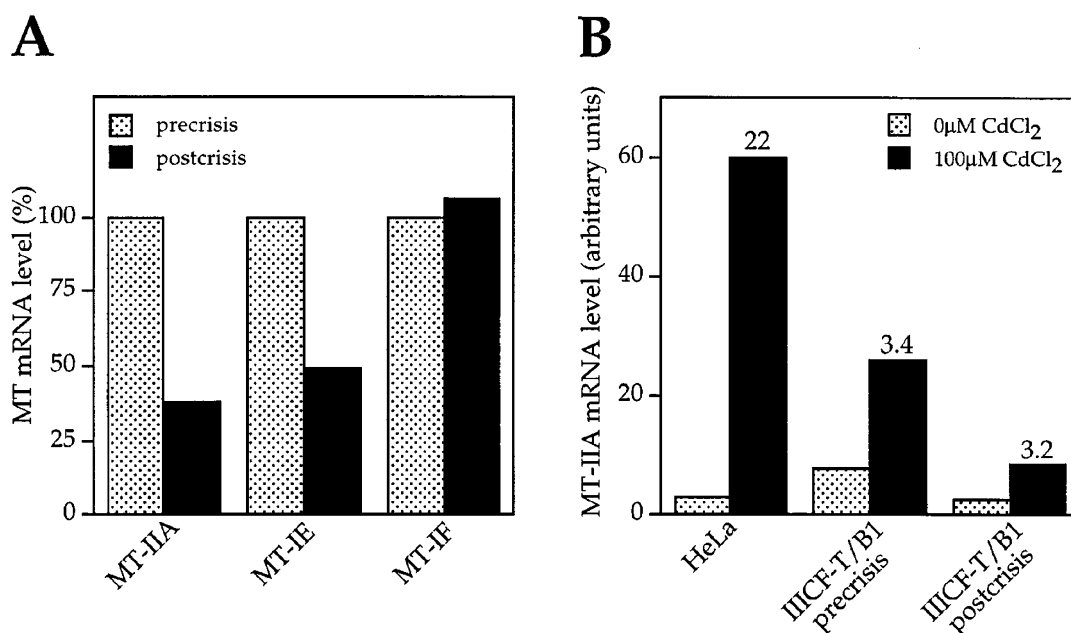 A
precrisis
postcrisis
MT mRNA level (%)
100
75
50
25
0
MT-IIA
MT-IE
MT-IF
B
0μM CdCl2
100μM CdCl2
MT-IIA mRNA level (arbitrary units)
60
40
20
0
22
3.4
3.2
HeLa
IIICF-T/B1
precrisis
IIICF-T/B1
postcrisis